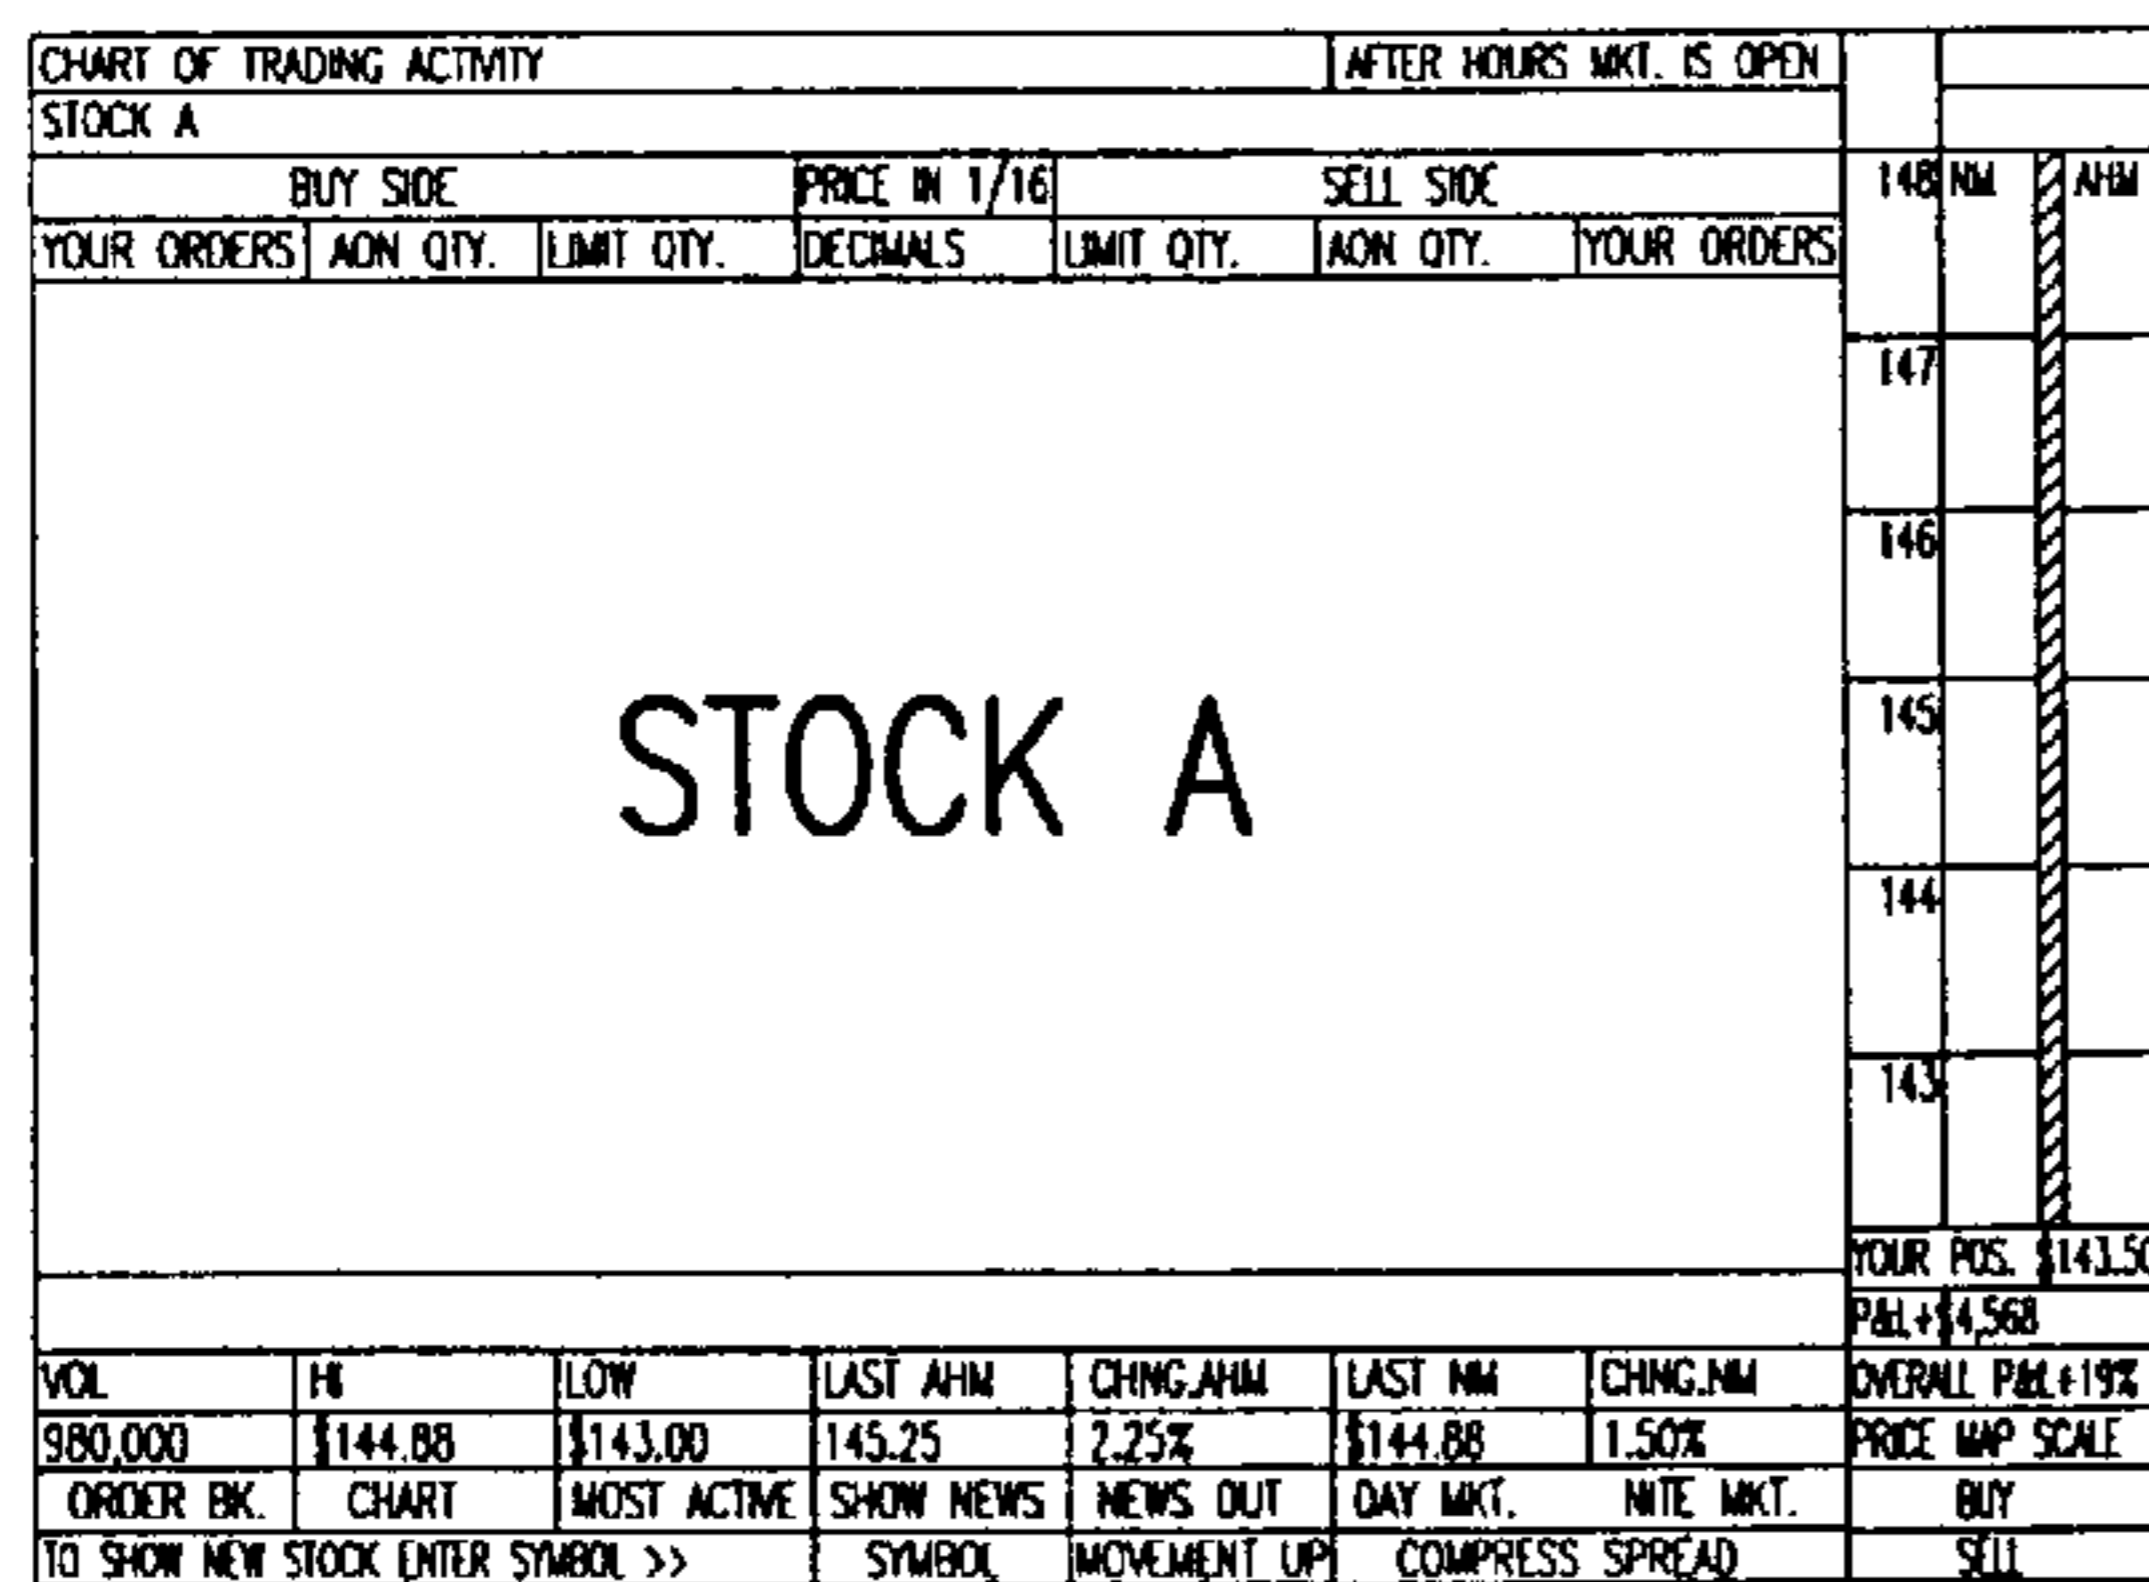 CHART OF TRADING ACTIVITY AFTER HOURS MKT. IS OPEN
STOCK A
BUY SIDE PRICE IN 1/16 SELL SIDE 148 NM AHM
YOUR ORDERS AON QTY. LIMIT QTY. DECIMALS LIMIT QTY. AON QTY. YOUR ORDERS
147
146
145
STOCK A
144
143
YOUR POS. $143.50
P&L+$4,568
VOL HI LOW LAST AHM CHNG.AHM LAST NM CHNG.NM OVERALL P&L+19%
980,000 $144.88 $143.00 145.25 2.25% $144.88 1.50% PRICE MAP SCALE
ORDER BK. CHART MOST ACTIVE SHOW NEWS NEWS OUT DAY MKT. NITE MKT. BUY
TO SHOW NEW STOCK ENTER SYMBOL >> SYMBOL MOVEMENT UP COMPRESS SPREAD SELL